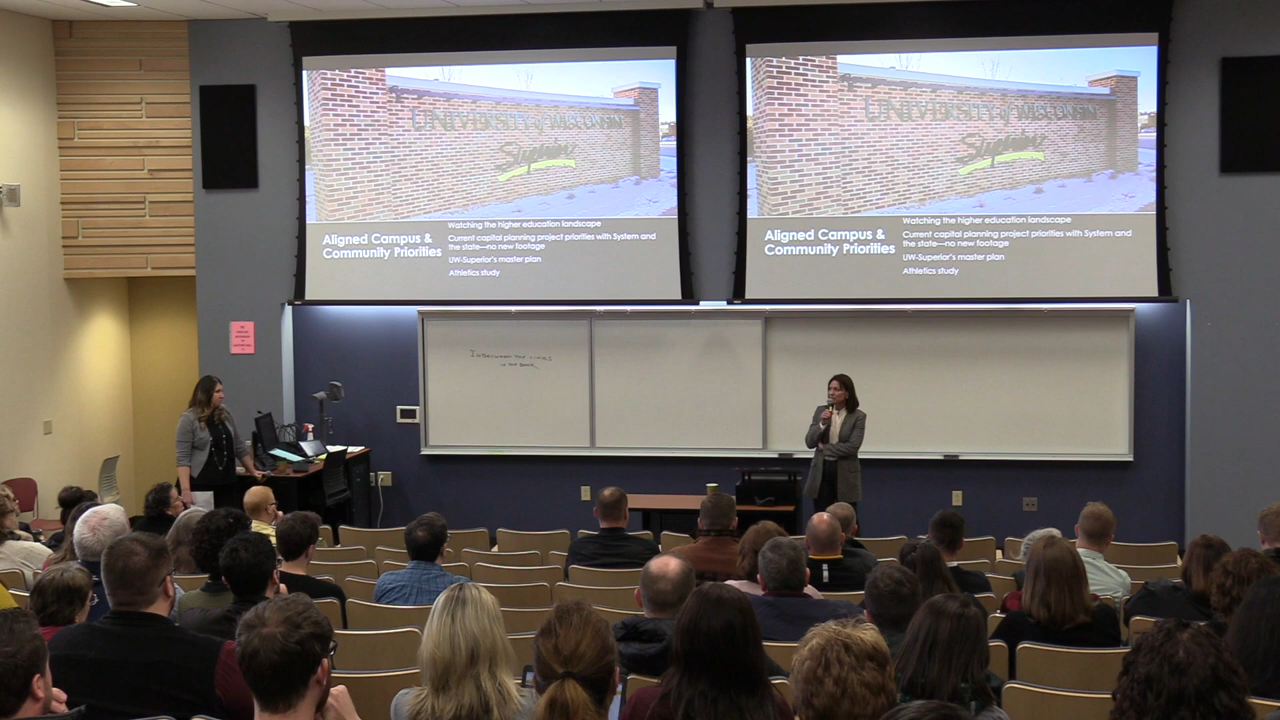 UNIVERSITY of WISCONSIN
Superior
Aligned Campus &
Community Priorities
Watching the higher education landscape
Current capital planning project priorities with System and
the state—no new footage
UW-Superior's master plan
Athletics study
UNIVERSITY of WISCONSIN
Superior
Aligned Campus &
Community Priorities
Watching the higher education landscape
Current capital planning project priorities with System and
the state—no new footage
UW-Superior's master plan
Athletics study